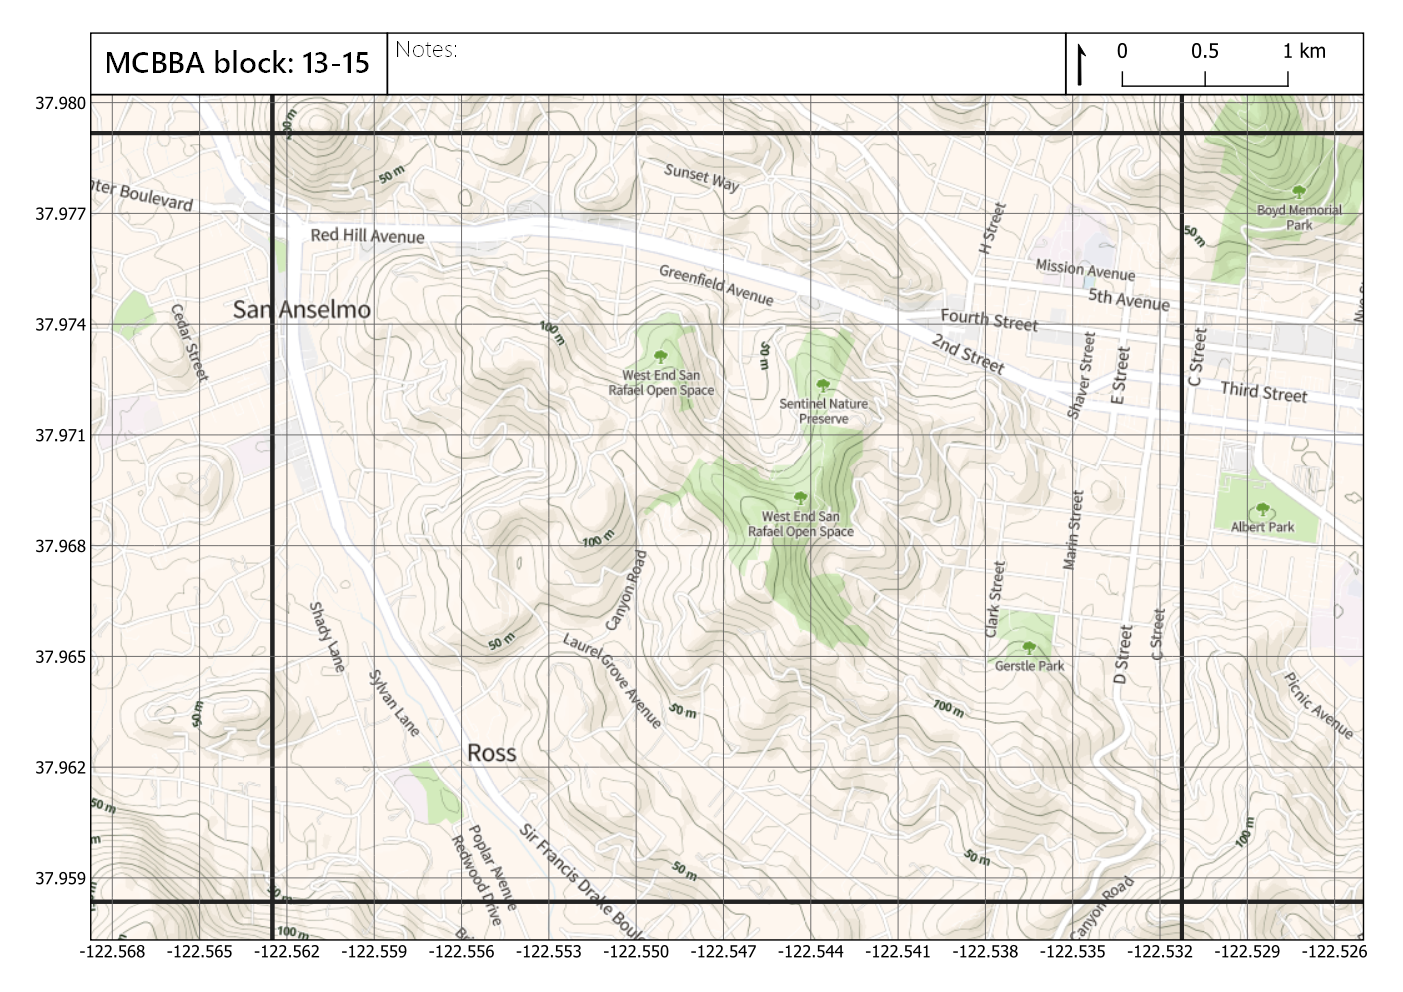 MCBBA block: 13-15
Notes:
0 0.5 1 km
37.980
37.977
37.974
37.971
37.968
37.965
37.962
37.959
-122.568 -122.565 -122.562 -122.559 -122.556 -122.553 -122.550 -122.547 -122.544 -122.541 -122.538 -122.535 -122.532 -122.529 -122.526
50 m
Sunset Way
nter Boulevard
Boyd Memorial
Park
H Street
50 m
Red Hill Avenue
Greenfield Avenue
Mission Avenue
5th Avenue
San Anselmo
Cedar Street
100 m
Fourth Street
2nd Street
50 m
West End San
Rafael Open Space
Sentinel Nature
Preserve
Shaver Street
E Street
C Street
Third Street
West End San
Rafael Open Space
Albert Park
100 m
Marin Street
Canyon Road
Clark Street
Shady Lane
50 m
Laurel Grove Avenue
Gerstle Park
D Street
C Street
Sylvan Lane
50 m
50 m
100 m
Picnic Avenue
Ross
50 m
Poplar Avenue
Redwood Drive
Sir Francis Drake Boule
50 m
50 m
100 m
Canyon Road
50 m
100 m